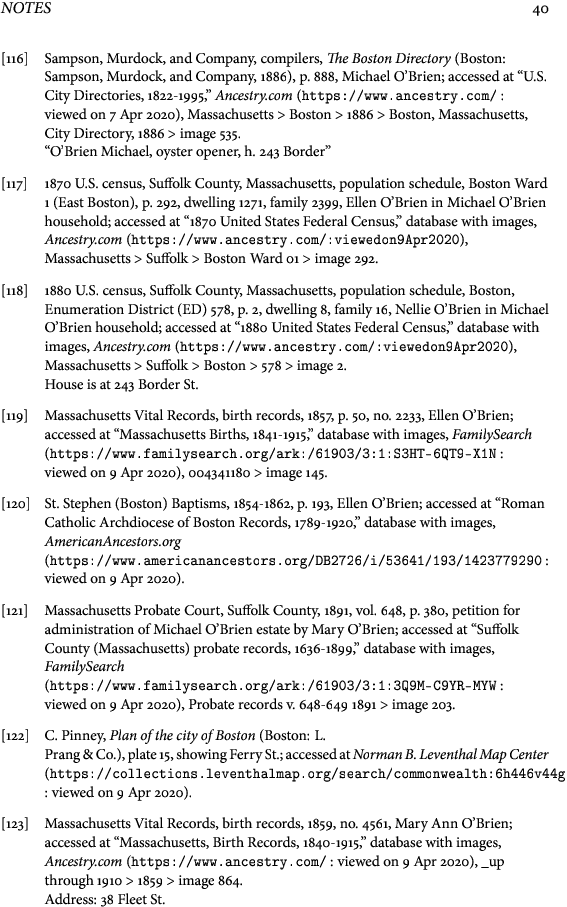 NOTES 40
[116] Sampson, Murdock, and Company, compilers, The Boston Directory (Boston:
Sampson, Murdock, and Company, 1886), p. 888, Michael O’Brien; accessed at “U.S.
City Directories, 1822-1995,” Ancestry.com (https://www.ancestry.com/ :
viewed on 7 Apr 2020), Massachusetts > Boston > 1886 > Boston, Massachusetts,
City Directory, 1886 > image 535.
“O’Brien Michael, oyster opener, h. 243 Border”
[117] 1870 U.S. census, Suffolk County, Massachusetts, population schedule, Boston Ward
1 (East Boston), p. 292, dwelling 1271, family 2399, Ellen O’Brien in Michael O’Brien
household; accessed at “1870 United States Federal Census,” database with images,
Ancestry.com (https://www.ancestry.com/:viewedon9Apr2020),
Massachusetts > Suffolk > Boston Ward 01 > image 292.
[118] 1880 U.S. census, Suffolk County, Massachusetts, population schedule, Boston,
Enumeration District (ED) 578, p. 2, dwelling 8, family 16, Nellie O’Brien in Michael
O’Brien household; accessed at “1880 United States Federal Census,” database with
images, Ancestry.com (https://www.ancestry.com/:viewedon9Apr2020),
Massachusetts > Suffolk > Boston > 578 > image 2.
House is at 243 Border St.
[119] Massachusetts Vital Records, birth records, 1857, p. 50, no. 2233, Ellen O’Brien;
accessed at “Massachusetts Births, 1841-1915,” database with images, FamilySearch
(https://www.familysearch.org/ark:/61903/3:1:S3HT-6QT9-X1N :
viewed on 9 Apr 2020), 004341180 > image 145.
[120] St. Stephen (Boston) Baptisms, 1854-1862, p. 193, Ellen O’Brien; accessed at “Roman
Catholic Archdiocese of Boston Records, 1789-1920,” database with images,
AmericanAncestors.org
(https://www.americanancestors.org/DB2726/i/53641/193/1423779290 :
viewed on 9 Apr 2020).
[121] Massachusetts Probate Court, Suffolk County, 1891, vol. 648, p. 380, petition for
administration of Michael O’Brien estate by Mary O’Brien; accessed at “Suffolk
County (Massachusetts) probate records, 1636-1899,” database with images,
FamilySearch
(https://www.familysearch.org/ark:/61903/3:1:3Q9M-C9YR-MYW :
viewed on 9 Apr 2020), Probate records v. 648-649 1891 > image 203.
[122] C. Pinney, Plan of the city of Boston (Boston: L.
Prang & Co.), plate 15, showing Ferry St.; accessed at Norman B. Leventhal Map Center
(https://collections.leventhalmap.org/search/commonwealth:6h446v44g
: viewed on 9 Apr 2020).
[123] Massachusetts Vital Records, birth records, 1859, no. 4561, Mary Ann O’Brien;
accessed at “Massachusetts, Birth Records, 1840-1915,” database with images,
Ancestry.com (https://www.ancestry.com/ : viewed on 9 Apr 2020), _up
through 1910 > 1859 > image 864.
Address: 38 Fleet St.